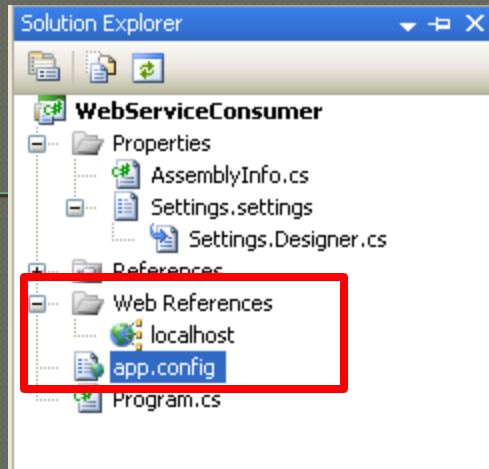 Solution Explorer
WebServiceConsumer
Properties
AssemblyInfo.cs
Settings.settings
Settings.Designer.cs
References
Web References
localhost
app.config
Program.cs